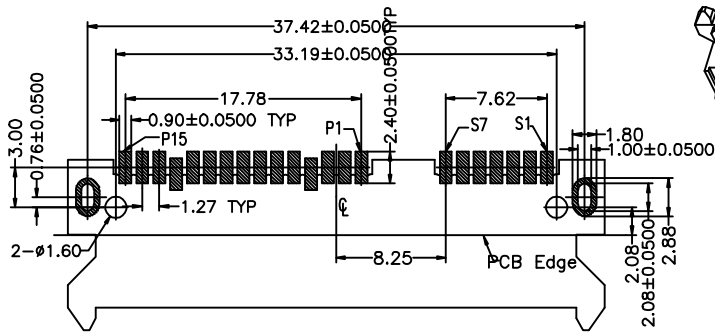 37.42±0.0500
33.19±0.0500
2.40±0.0500TYP
17.78
7.62
0.90±0.0500 TYP
P15
P1
S7
S1
1.80
1.00±0.0500
3.00
0.76±0.0500
1.27 TYP
℄
2-ø1.60
8.25
PCB Edge
2.08
2.08±0.0500
2.88